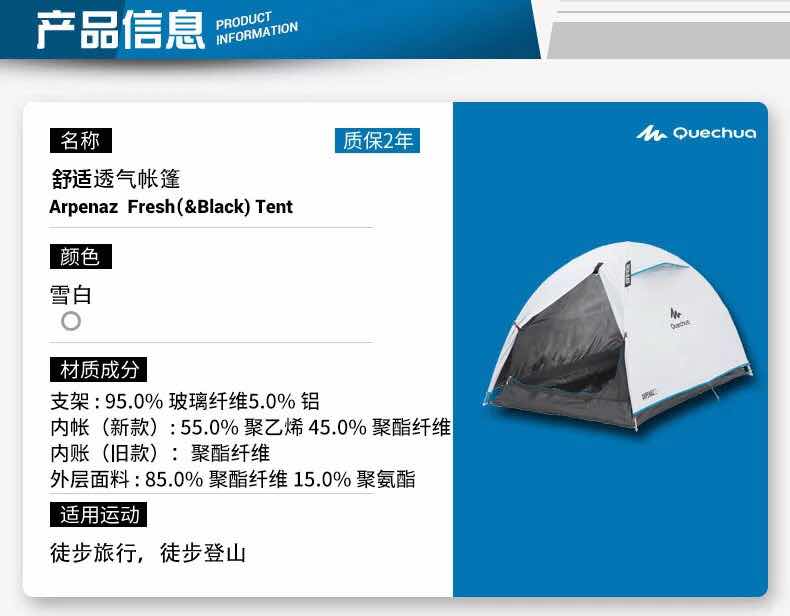 产品信息
PRODUCT
INFORMATION
名称
质保2年
舒适透气帐篷
Arpenaz Fresh(&Black) Tent
颜色
雪白
材质成分
支架：95.0% 玻璃纤维5.0% 铝
内帐（新款）：55.0% 聚乙烯 45.0% 聚酯纤维
内账（旧款）：聚酯纤维
外层面料：85.0% 聚酯纤维 15.0% 聚氨酯
适用运动
徒步旅行，徒步登山
Quechua
Quechua
ARPENAZ